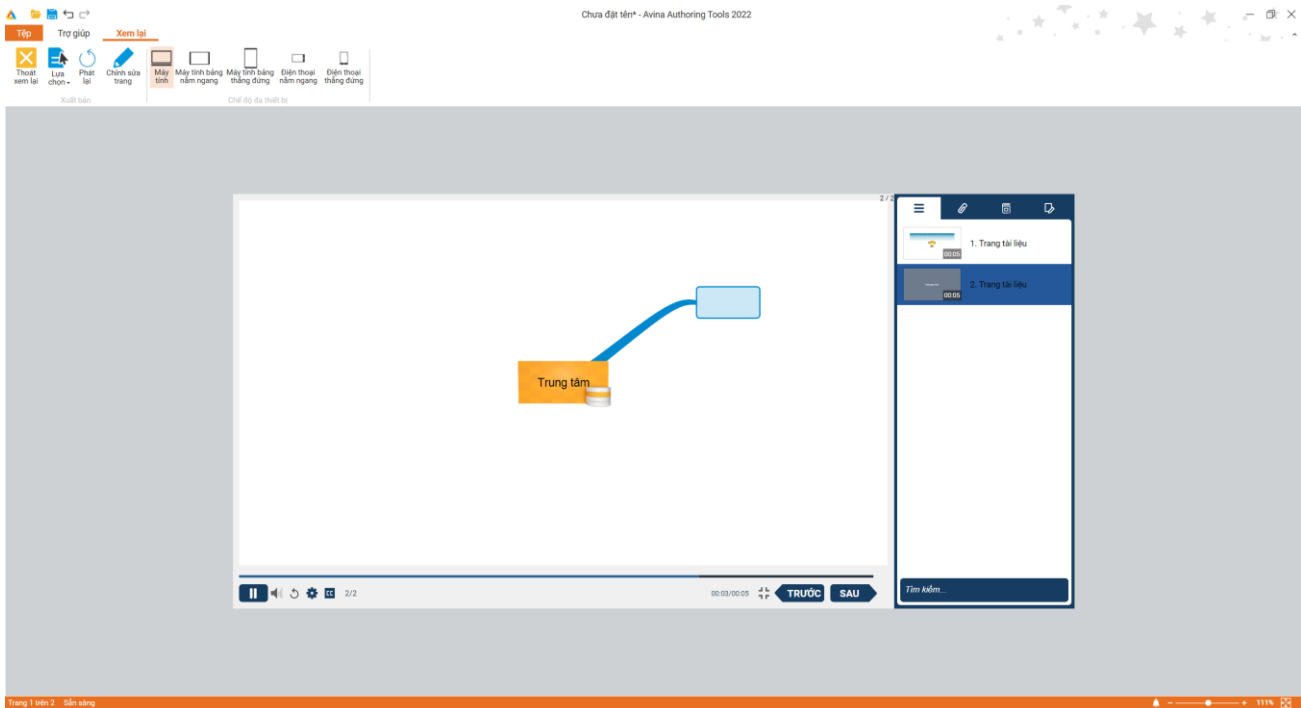 Chưa đặt tên* - Avina Authoring Tools 2022
Tệp Trợ giúp Xem lại
Thoát xem lại
Lựa chọn
Phát lại
Chỉnh sửa trang
Máy tính
Máy tính bảng nằm ngang
Máy tính bảng thẳng đứng
Điện thoại nằm ngang
Điện thoại thẳng đứng
Xuất bản
Chế độ đa thiết bị
2 / 2
00:05
1. Trang tài liệu
00:05
2. Trang tài liệu
Trung tâm
CC 2/2
00:03/00:05
TRƯỚC
SAU
Tìm kiếm...
Trang 1 trên 2 Sẵn sàng
111%